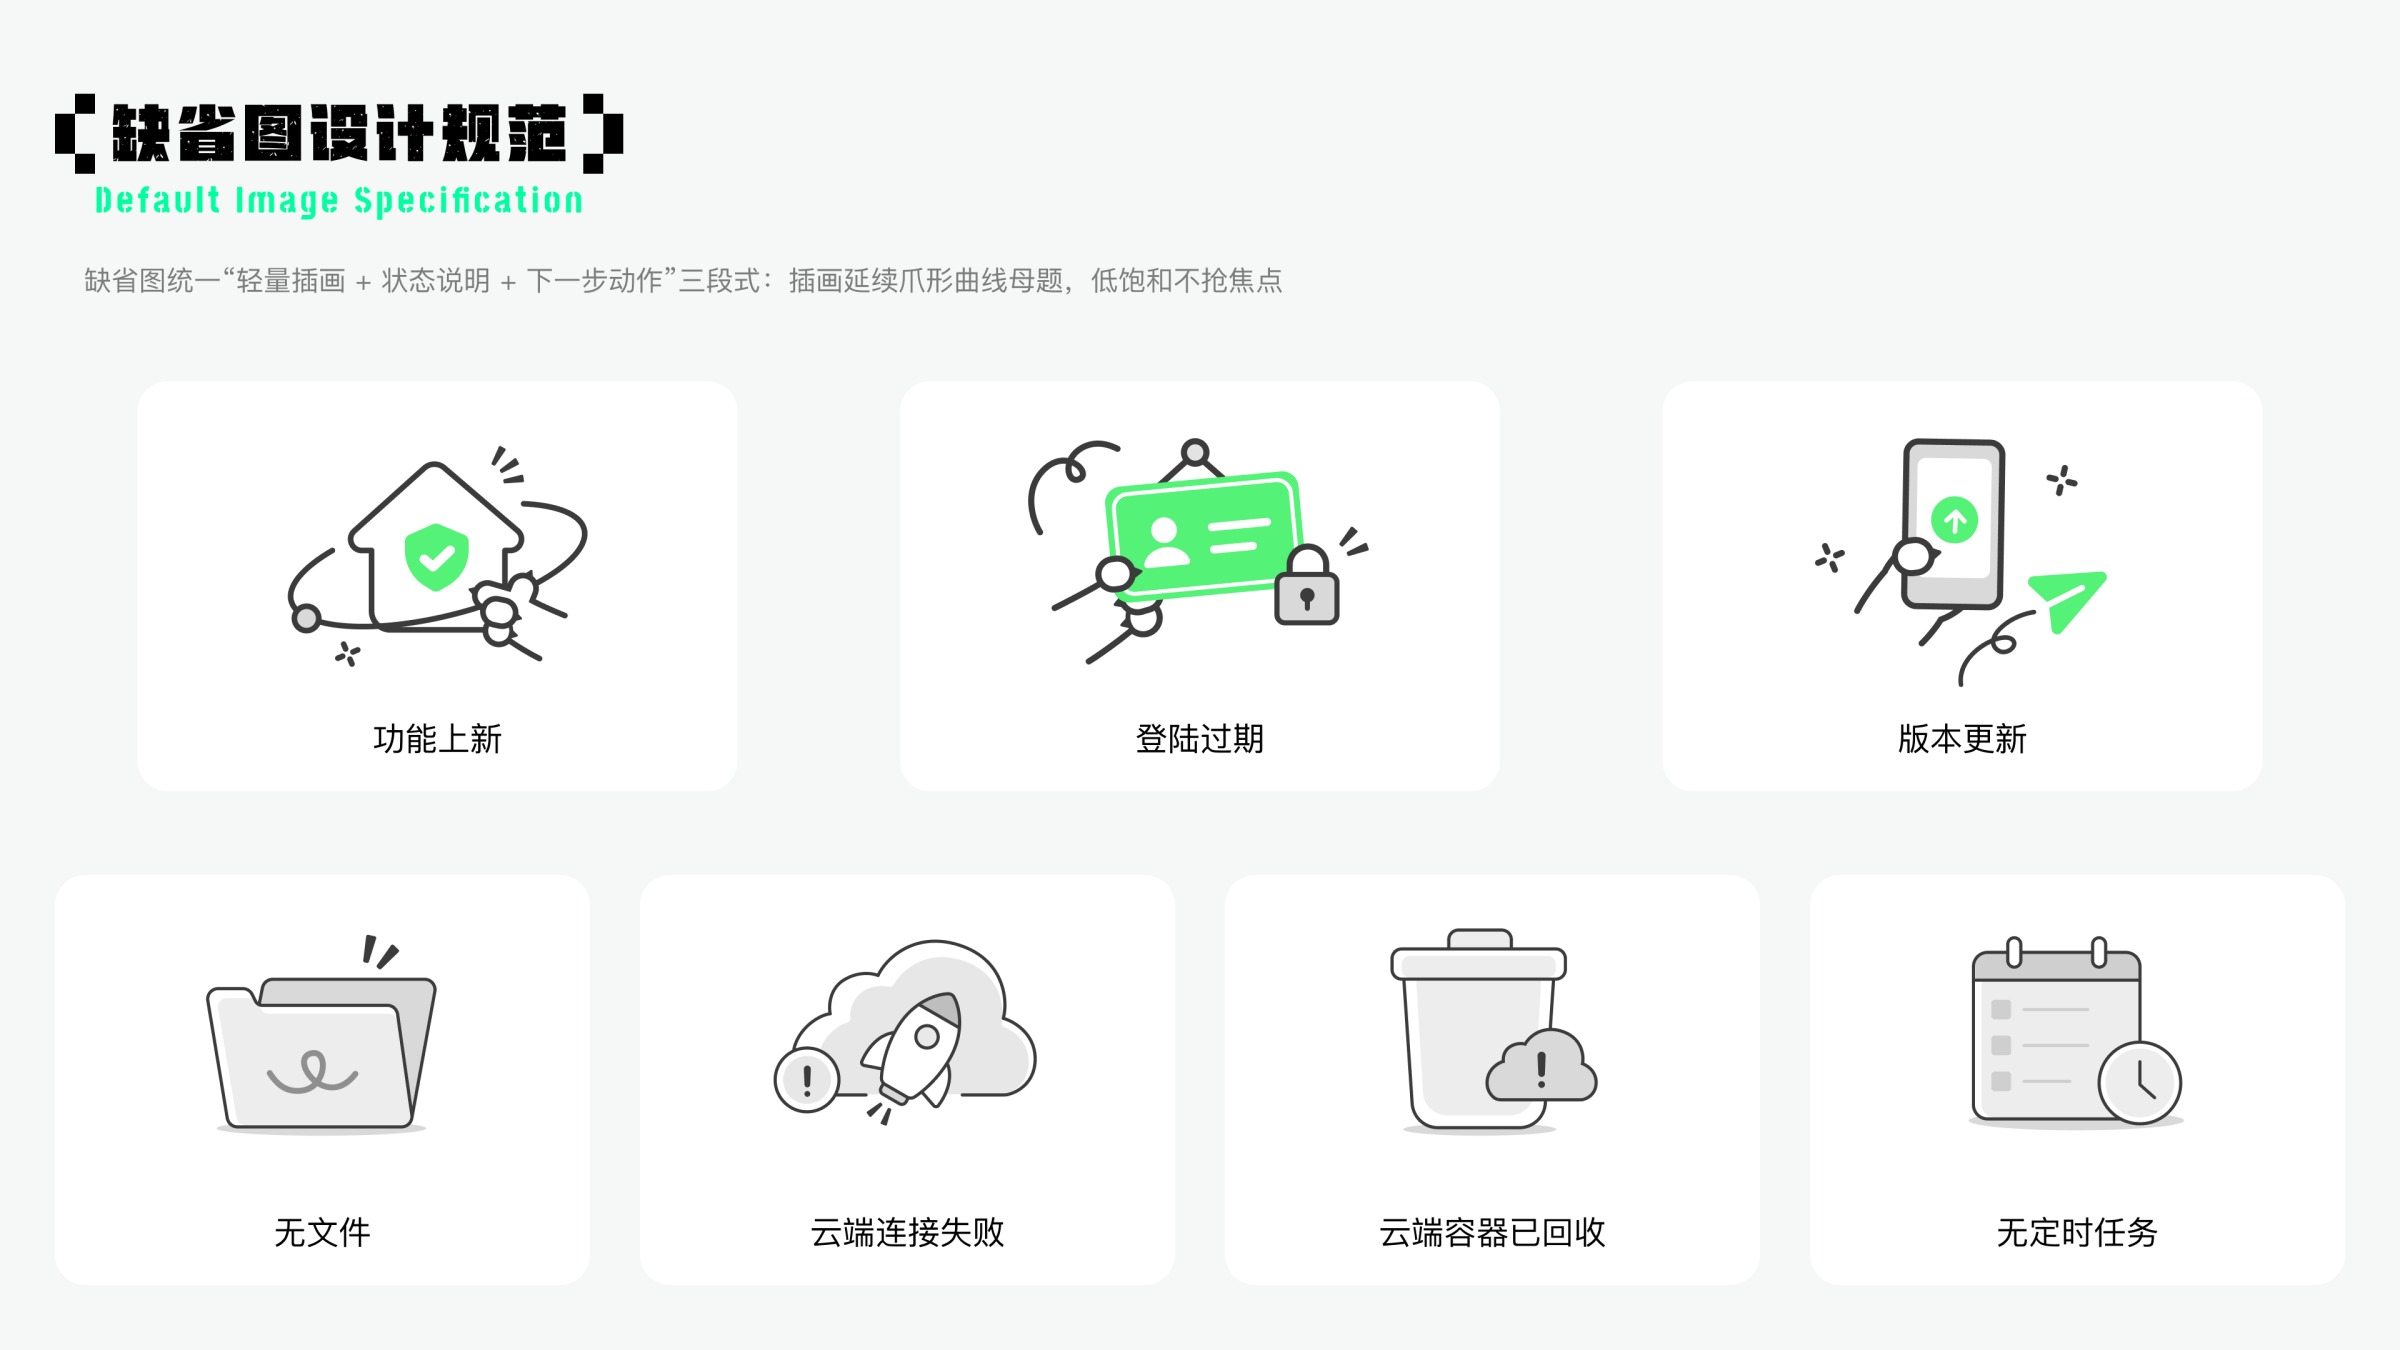 缺省图设计规范
Default Image Specification
缺省图统一“轻量插画 + 状态说明 + 下一步动作”三段式：插画延续爪形曲线母题，低饱和不抢焦点
功能上新
登陆过期
版本更新
无文件
云端连接失败
云端容器已回收
无定时任务